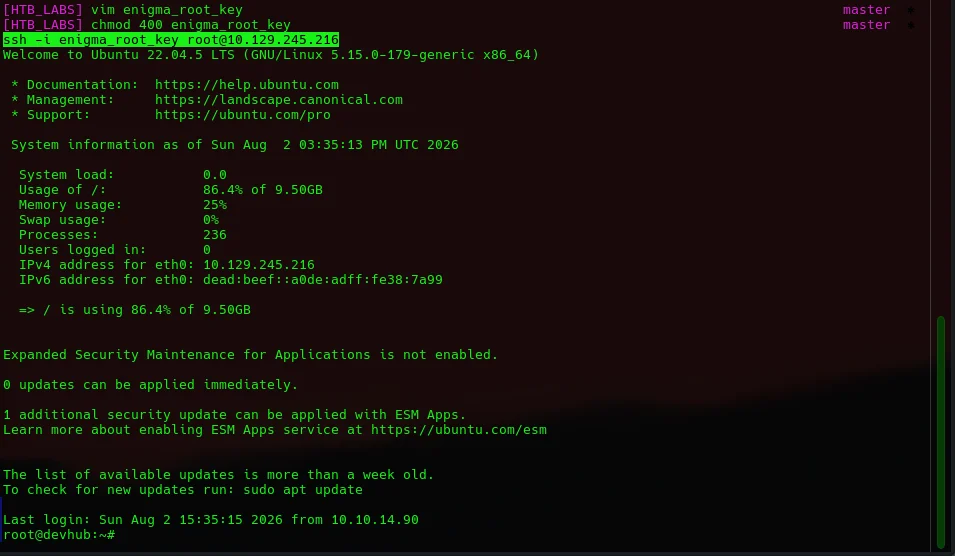 [HTB_LABS] vim enigma_root_key master
[HTB_LABS] chmod 400 enigma_root_key master
ssh -i enigma_root_key root@10.129.245.216
Welcome to Ubuntu 22.04.5 LTS (GNU/Linux 5.15.0-179-generic x86_64)
* Documentation: https://help.ubuntu.com
* Management: https://landscape.canonical.com
* Support: https://ubuntu.com/pro
System information as of Sun Aug 2 03:35:13 PM UTC 2026
System load: 0.0
Usage of /: 86.4% of 9.50GB
Memory usage: 25%
Swap usage: 0%
Processes: 236
Users logged in: 0
IPv4 address for eth0: 10.129.245.216
IPv6 address for eth0: dead:beef::a0de:adff:fe38:7a99
=> / is using 86.4% of 9.50GB
Expanded Security Maintenance for Applications is not enabled.
0 updates can be applied immediately.
1 additional security update can be applied with ESM Apps.
Learn more about enabling ESM Apps service at https://ubuntu.com/esm
The list of available updates is more than a week old.
To check for new updates run: sudo apt update
Last login: Sun Aug 2 15:35:15 2026 from 10.10.14.90
root@devhub:~#